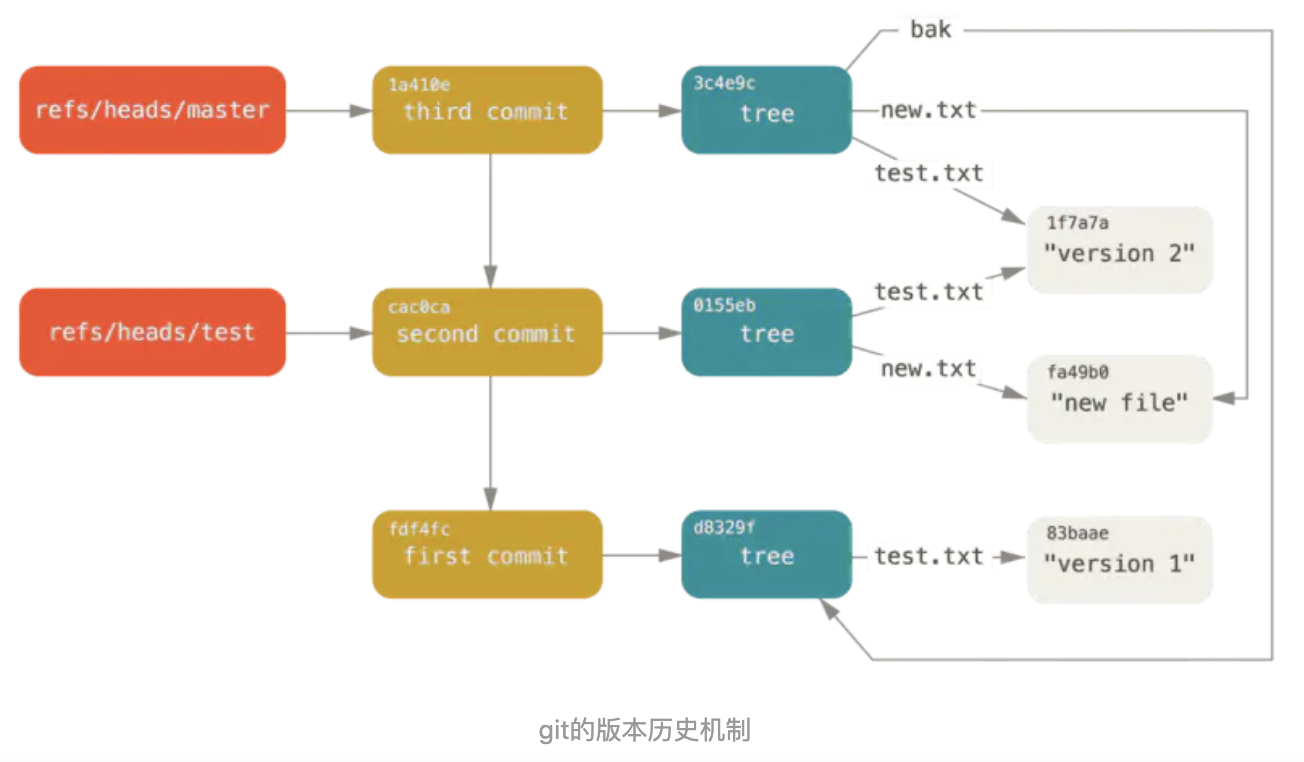 bak
refs/heads/master
1a410e
third commit
3c4e9c
tree
new.txt
test.txt
1f7a7a
"version 2"
refs/heads/test
cac0ca
second commit
0155eb
tree
test.txt
new.txt
fa49b0
"new file"
fdf4fc
first commit
d8329f
tree
test.txt
83baae
"version 1"
git的版本历史机制